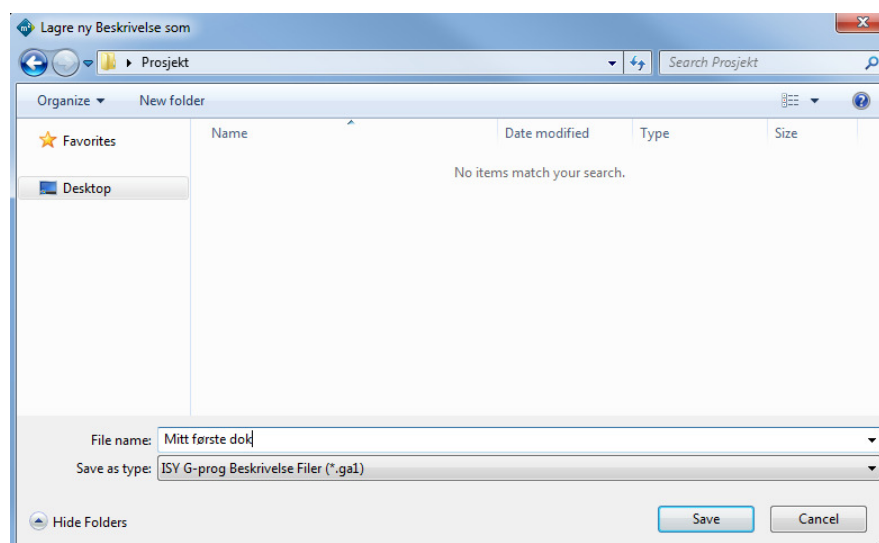 Lagre ny Beskrivelse som
Prosjekt
Search Prosjekt
Organize
New folder
Favorites
Desktop
Name
Date modified
Type
Size
No items match your search.
File name: Mitt første dok
Save as type: ISY G-prog Beskrivelse Filer (*.ga1)
Hide Folders
Save
Cancel